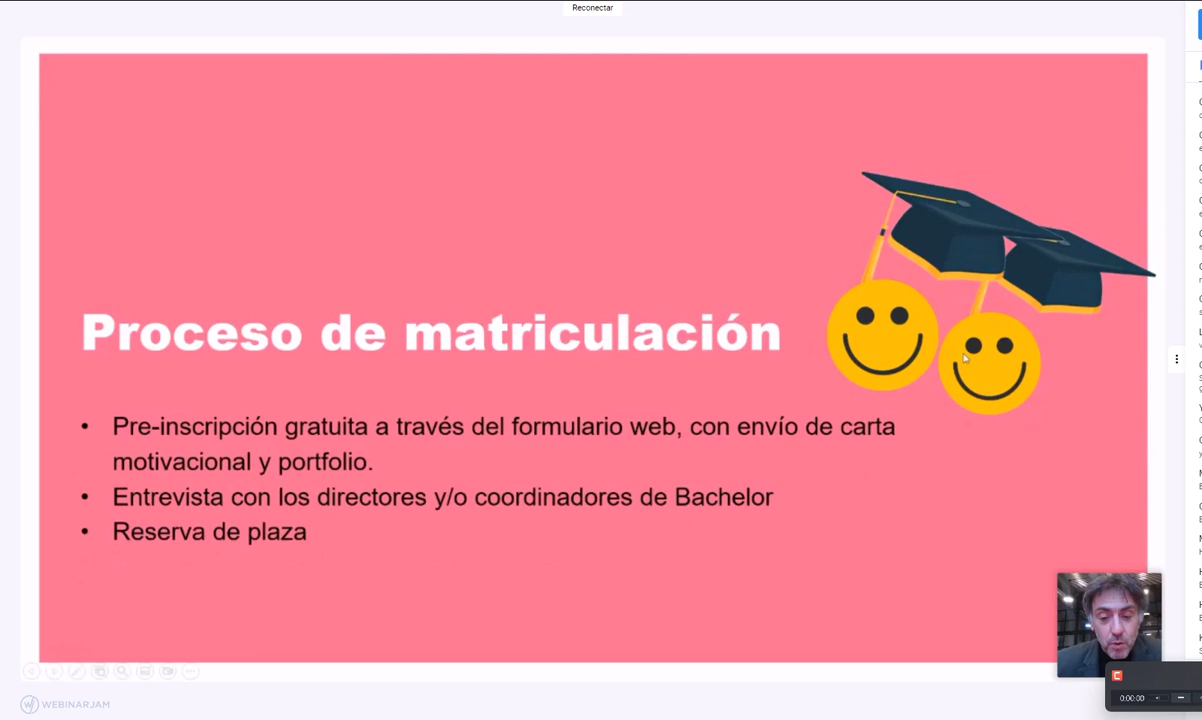 Reconectar
Proceso de matriculación
• Pre-inscripción gratuita a través del formulario web, con envío de carta
motivacional y portfolio.
• Entrevista con los directores y/o coordinadores de Bachelor
• Reserva de plaza
WEBINARJAM
0:00:00